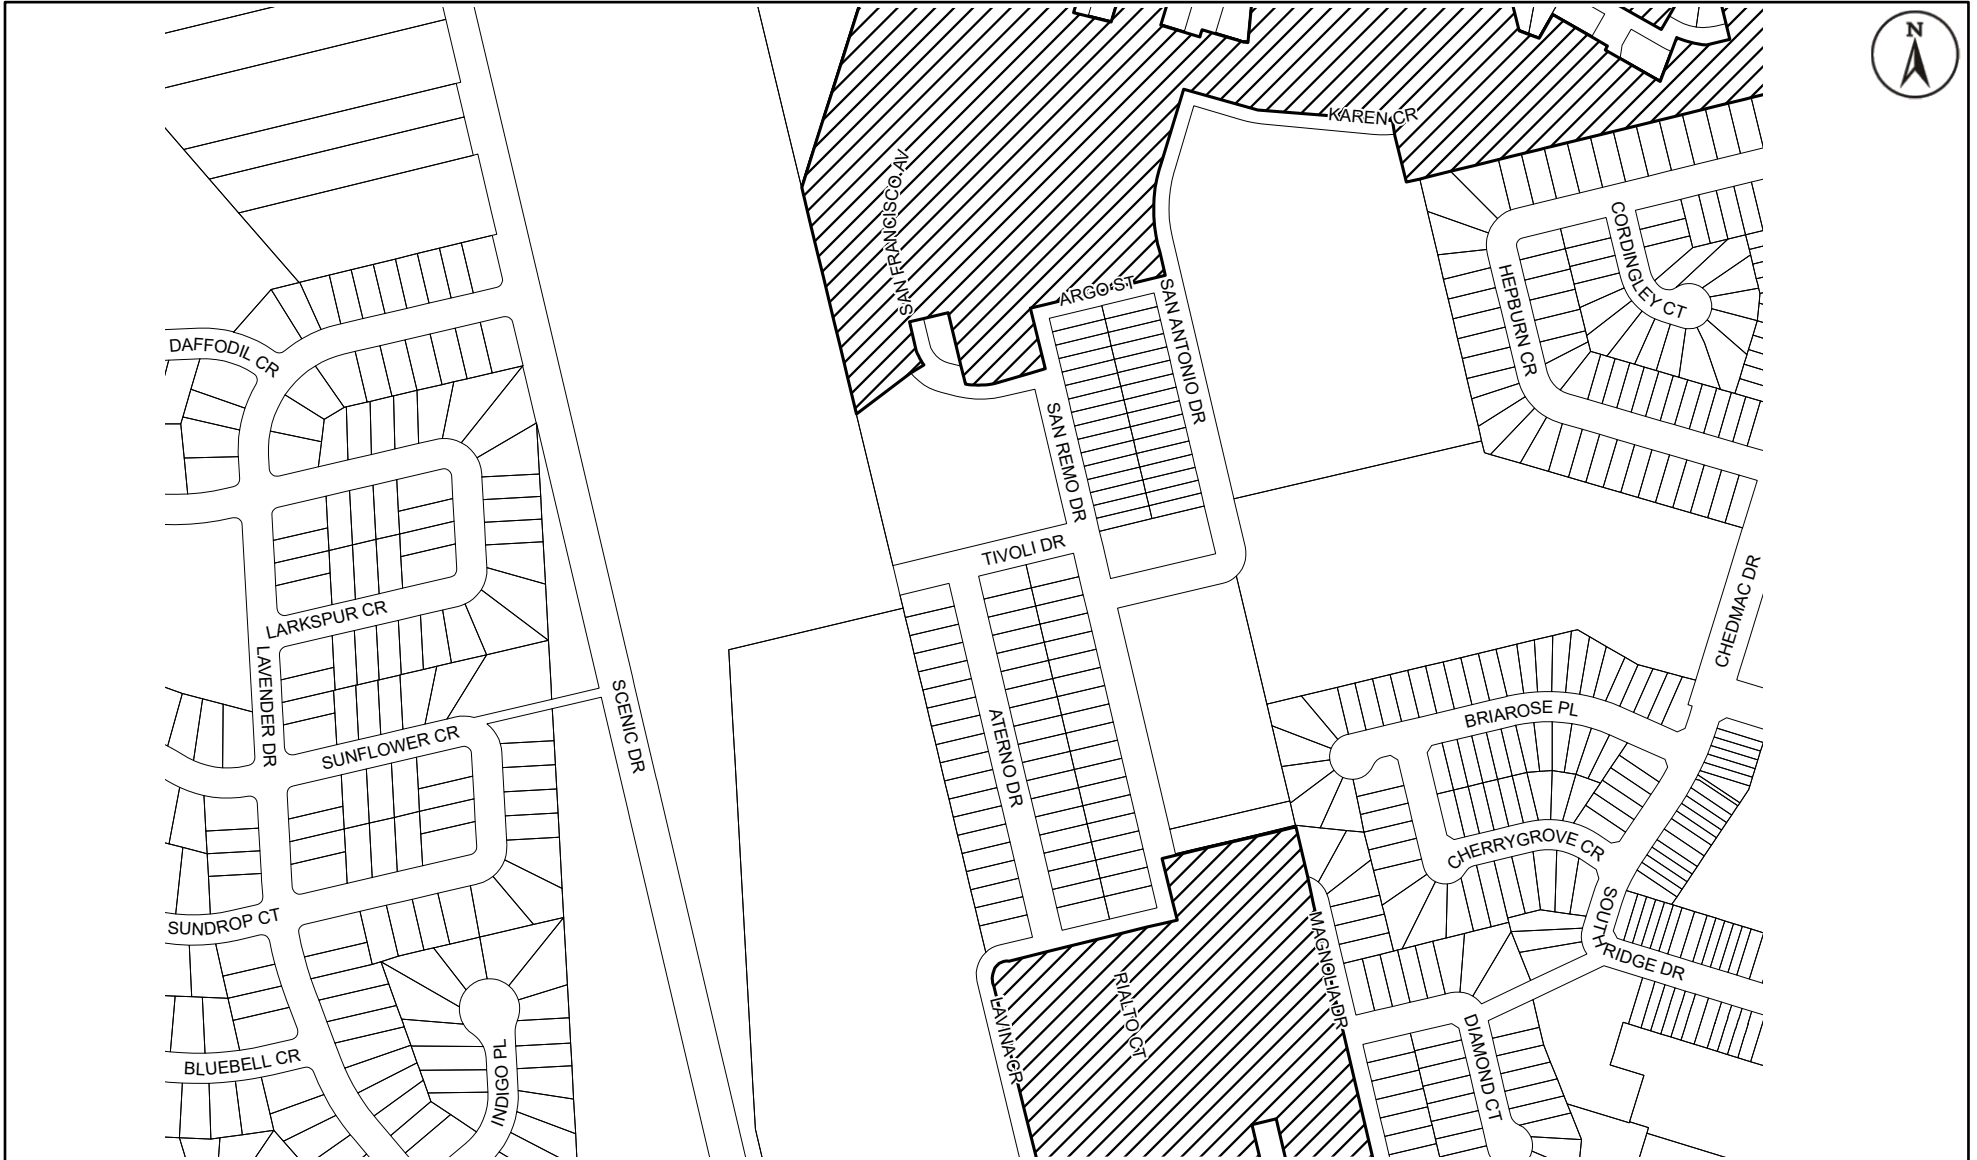 N
KAREN CR
SAN FRANCISCO AV
CORDINGLEY CT
HEPBURN CR
ARGO ST
SAN ANTONIO DR
DAFFODIL CR
SAN REMO DR
TIVOLI DR
LARKSPUR CR
CHEDMAC DR
LAVENDER DR
SCENIC DR
BRIAROSE PL
ATERNO DR
SUNFLOWER CR
CHERRYGROVE CR
SOUTH
RIDGE DR
SUNDROP CT
MAGNOLIA DR
RIALTO CT
LAVINA CR
DIAMOND CT
BLUEBELL CR
INDIGO PL